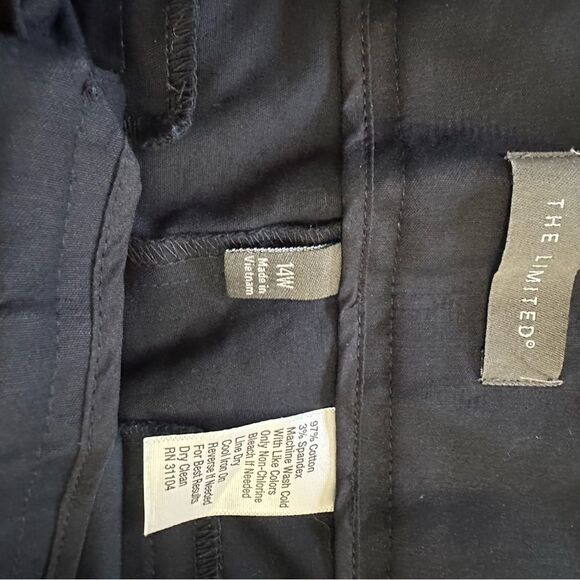 THE LIMITED®
14W
Made in
Vietnam
97% Cotton
3% Spandex
Machine Wash Cold
With Like Colors
Only Non-Chlorine
Bleach If Needed
Line Dry
Cool Iron On
Reverse If Needed
For Best Results
Dry Clean
RN 31104